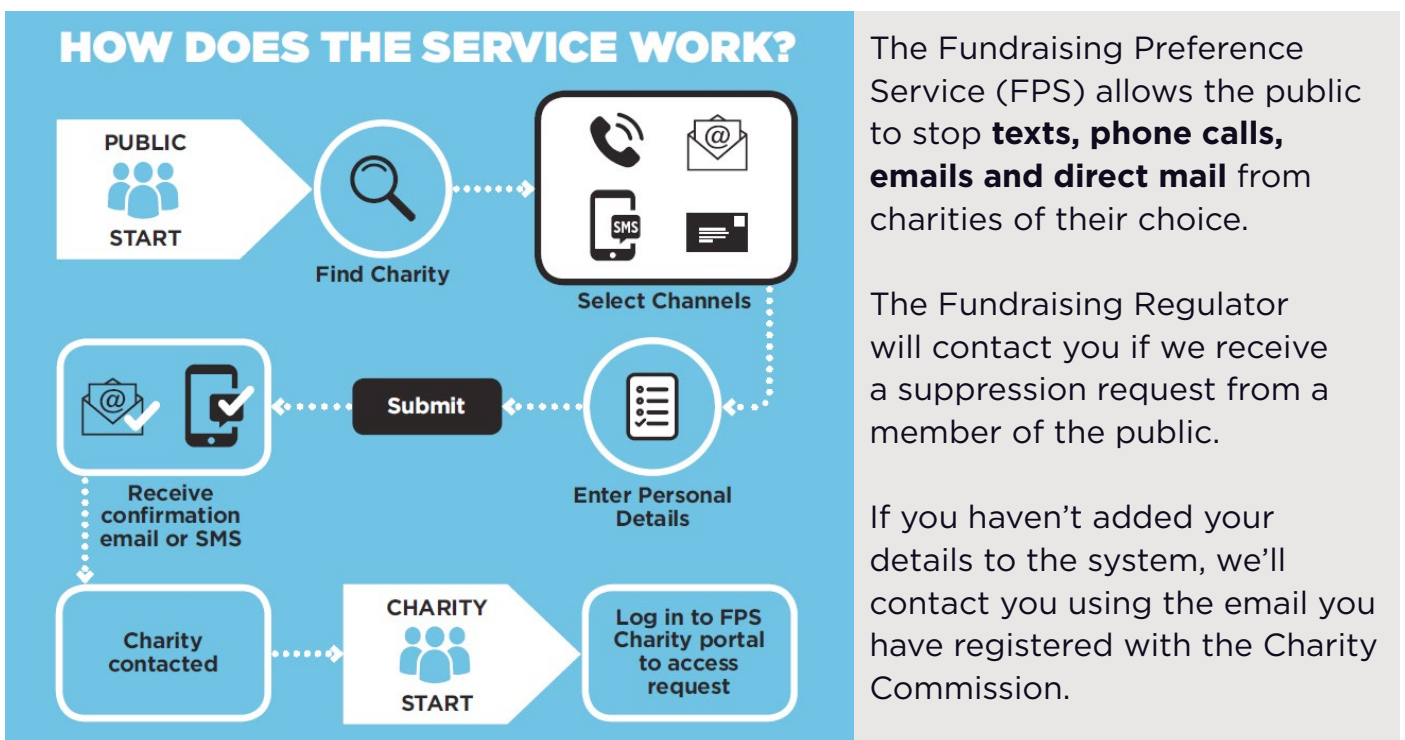 HOW DOES THE SERVICE WORK?
PUBLIC
START
Find Charity
@
SMS
Select Channels
Enter Personal
Details
Submit
@
Receive
confirmation
email or SMS
Charity
contacted
CHARITY
START
Log in to FPS
Charity portal
to access
request
The Fundraising Preference
Service (FPS) allows the public
to stop texts, phone calls,
emails and direct mail from
charities of their choice.
The Fundraising Regulator
will contact you if we receive
a suppression request from a
member of the public.
If you haven’t added your
details to the system, we’ll
contact you using the email you
have registered with the Charity
Commission.